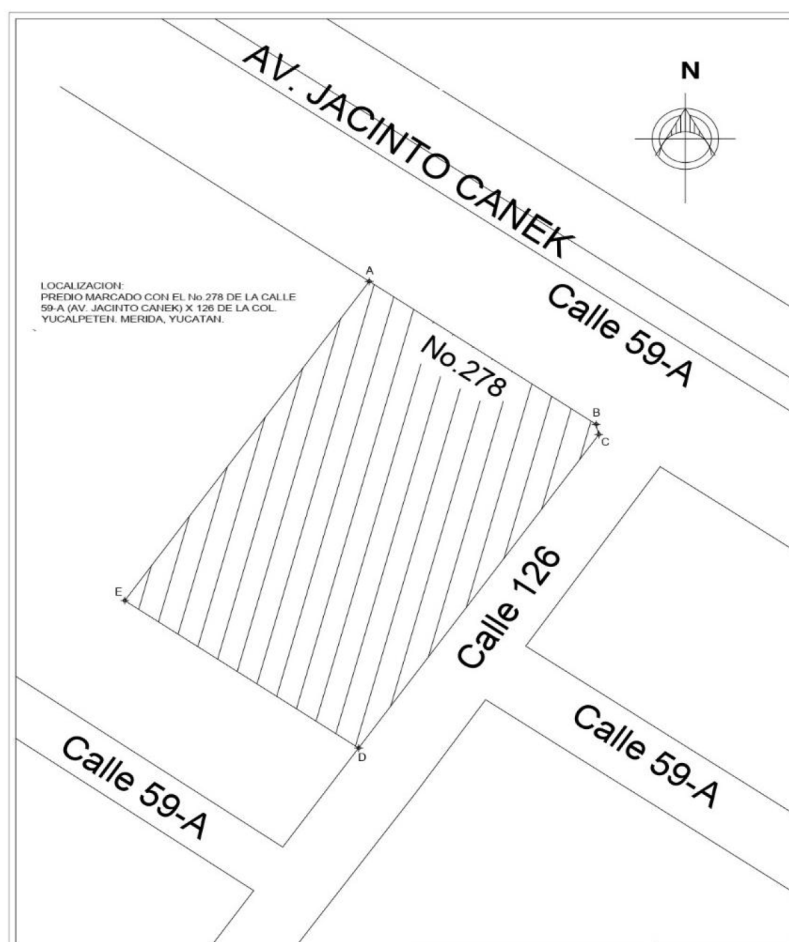 N
AV. JACINTO CANEK
A
LOCALIZACION:
PREDIO MARCADO CON EL No.278 DE LA CALLE
59-A (AV. JACINTO CANEK) X 126 DE LA COL.
YUCALPETEN. MERIDA, YUCATAN.
Calle 59-A
No.278
B
C
Calle 126
E
D
Calle 59-A
Calle 59-A